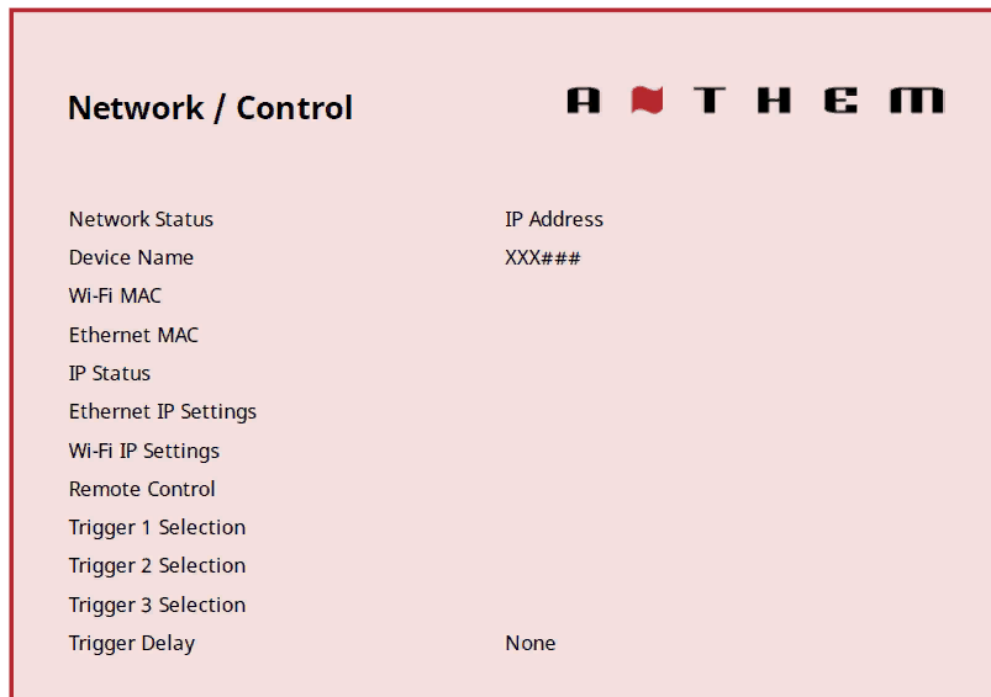 Network / Control
ANTHEM
Network Status IP Address
Device Name XXX###
Wi-Fi MAC
Ethernet MAC
IP Status
Ethernet IP Settings
Wi-Fi IP Settings
Remote Control
Trigger 1 Selection
Trigger 2 Selection
Trigger 3 Selection
Trigger Delay None